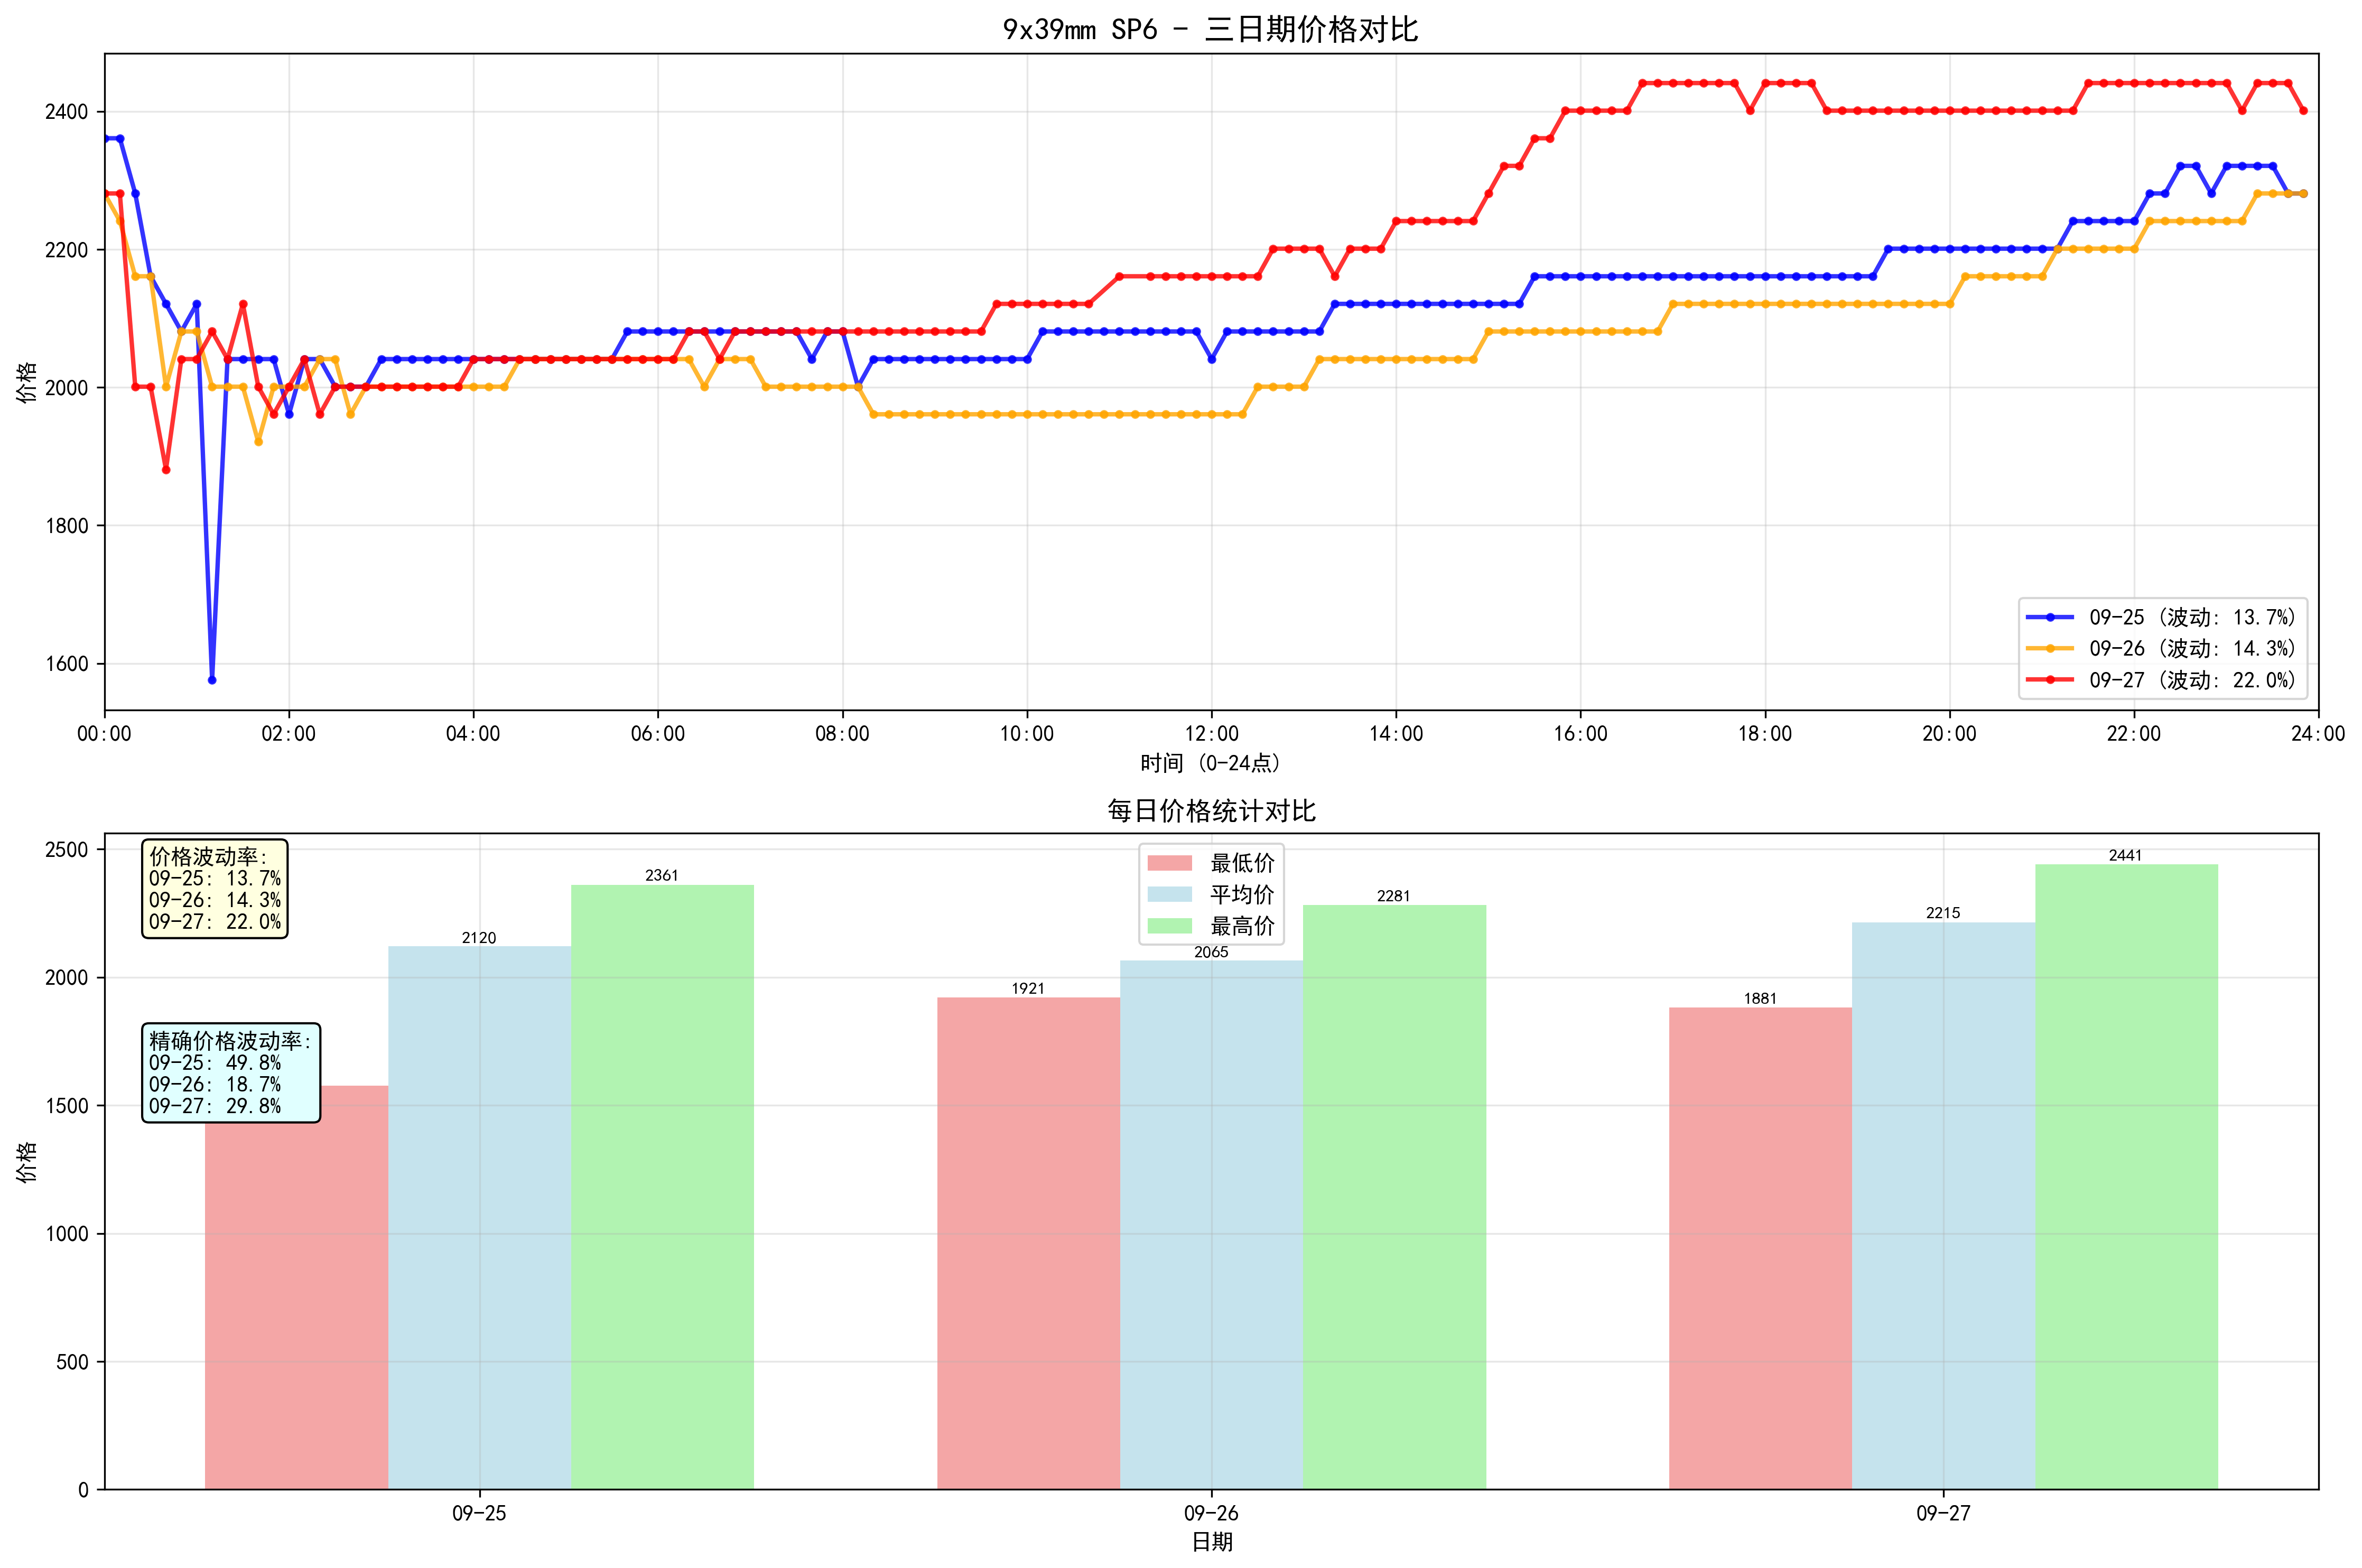 9x39mm SP6 - 三日期价格对比
价格
2400
2200
2000
1800
1600
09-25 (波动: 13.7%)
09-26 (波动: 14.3%)
09-27 (波动: 22.0%)
00:00 02:00 04:00 06:00 08:00 10:00 12:00 14:00 16:00 18:00 20:00 22:00 24:00
时间 (0-24点)
每日价格统计对比
价格
2500
2000
1500
1000
500
0
价格波动率:
09-25: 13.7%
09-26: 14.3%
09-27: 22.0%
精确价格波动率:
09-25: 49.8%
09-26: 18.7%
09-27: 29.8%
最低价
平均价
最高价
2120
2361
1921
2065
2281
1881
2215
2441
09-25 09-26 09-27
日期